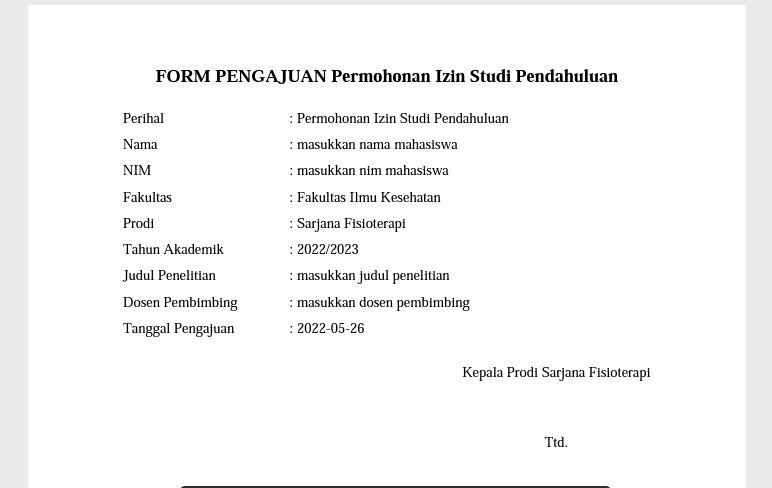 FORM PENGAJUAN Permohonan Izin Studi Pendahuluan
Perihal : Permohonan Izin Studi Pendahuluan
Nama : masukkan nama mahasiswa
NIM : masukkan nim mahasiswa
Fakultas : Fakultas Ilmu Kesehatan
Prodi : Sarjana Fisioterapi
Tahun Akademik : 2022/2023
Judul Penelitian : masukkan judul penelitian
Dosen Pembimbing : masukkan dosen pembimbing
Tanggal Pengajuan : 2022-05-26
Kepala Prodi Sarjana Fisioterapi
Ttd.